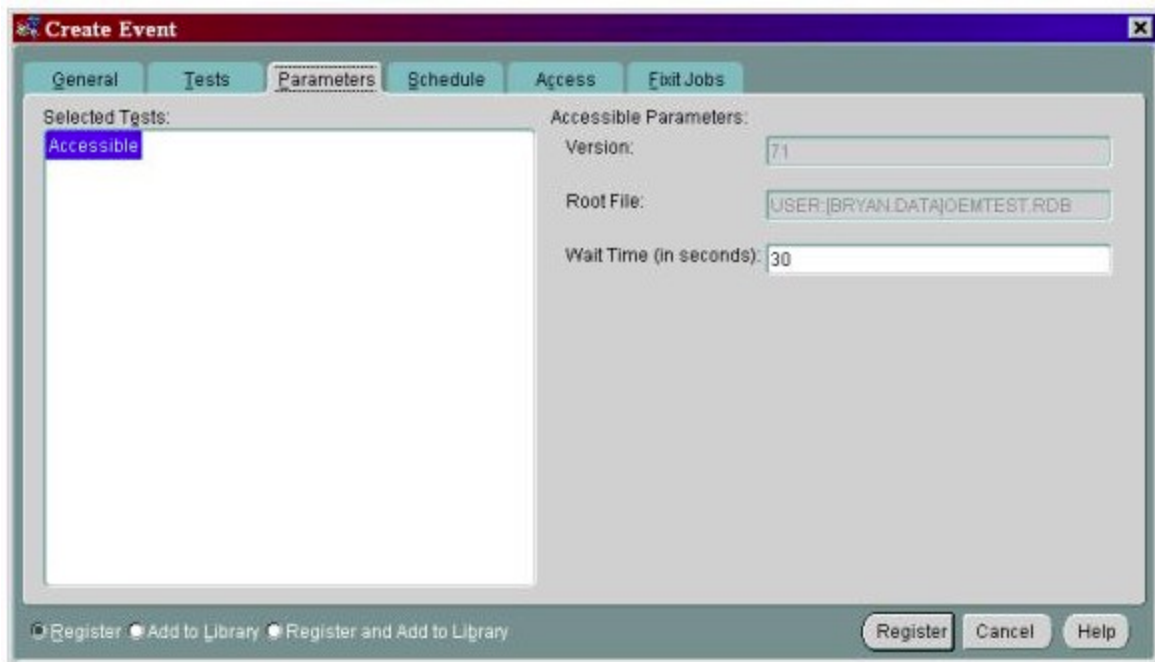 Create Event
General Tests Parameters Schedule Access Fixit Jobs
Selected Tests:
Accessible
Accessible Parameters:
Version: 71
Root File: USER:[BRYAN.DATA]OEMTEST.RDB
Wait Time (in seconds): 30
Register Add to Library Register and Add to Library
Register Cancel Help